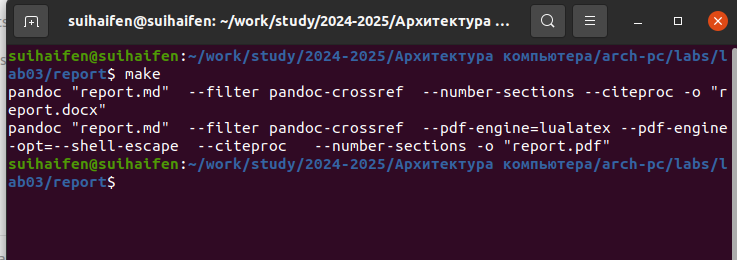 suihaifen@suihaifen: ~/work/study/2024-2025/Архитектура ...
suihaifen@suihaifen:~/work/study/2024-2025/Архитектура компьютера/arch-pc/labs/l
ab03/report$ make
pandoc "report.md"  --filter pandoc-crossref  --number-sections --citeproc -o "r
eport.docx"
pandoc "report.md"  --filter pandoc-crossref  --pdf-engine=lualatex --pdf-engine
-opt=--shell-escape  --citeproc   --number-sections -o "report.pdf"
suihaifen@suihaifen:~/work/study/2024-2025/Архитектура компьютера/arch-pc/labs/l
ab03/report$